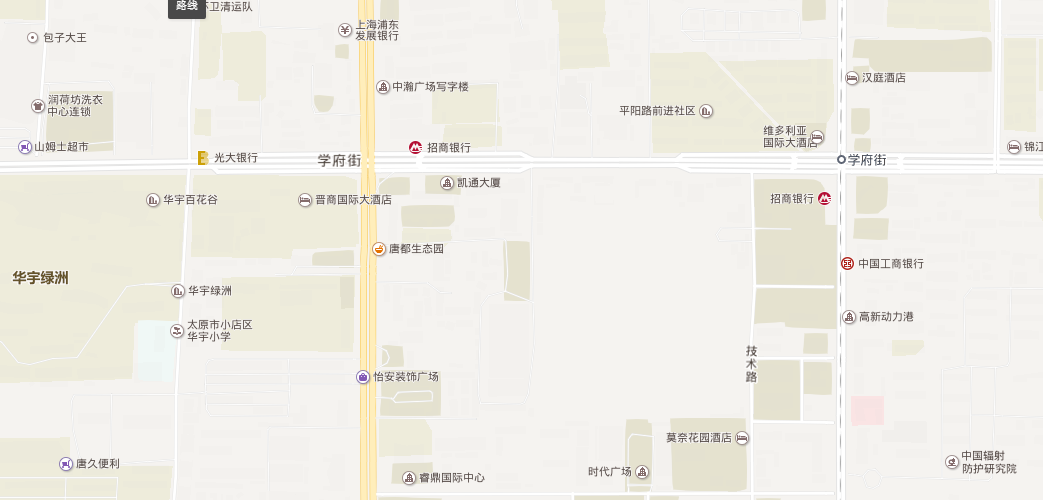 路线
环卫清运队
包子大王
上海浦东
发展银行
汉庭酒店
中瀚广场写字楼
润荷坊洗衣
中心连锁
平阳路前进社区
维多利亚
国际大酒店
山姆士超市
招商银行
锦江
光大银行
学府街
学府街
凯通大厦
华宇百花谷
晋商国际大酒店
招商银行
唐都生态园
中国工商银行
华宇绿洲
华宇绿洲
高新动力港
太原市小店区
华宇小学
技术路
怡安装饰广场
莫奈花园酒店
唐久便利
时代广场
睿鼎国际中心
中国辐射
防护研究院